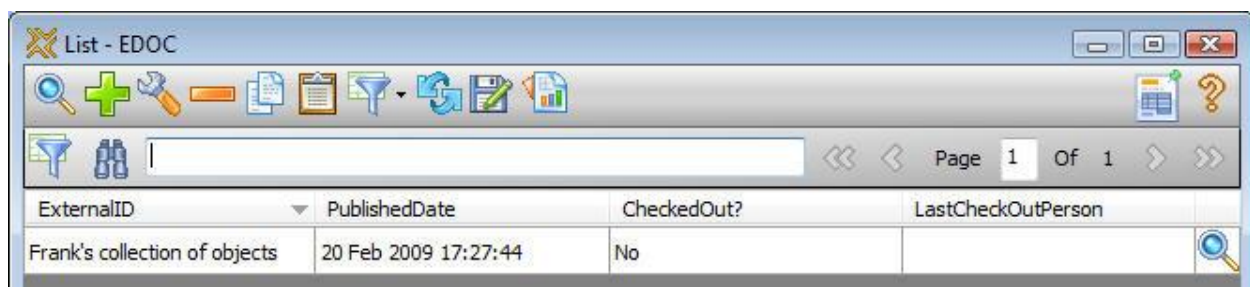 List - EDOC
Page 1 Of 1
ExternalID PublishedDate CheckedOut? LastCheckOutPerson
Frank's collection of objects 20 Feb 2009 17:27:44 No